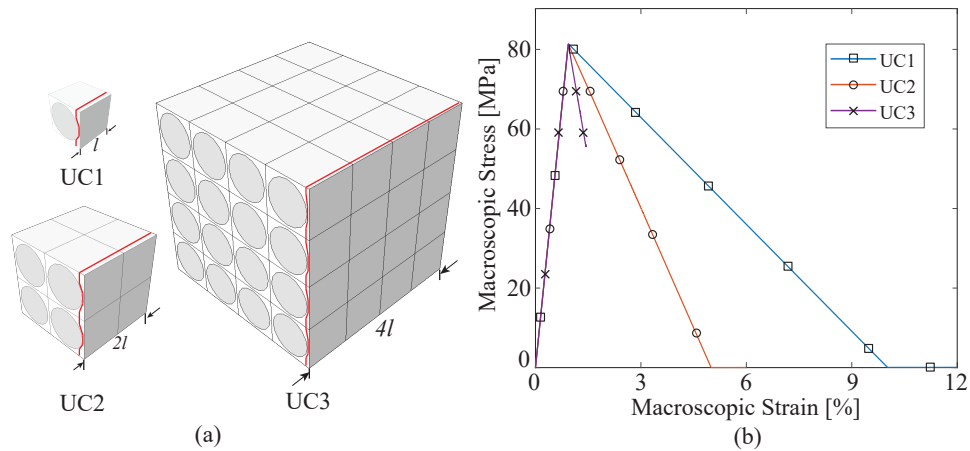 l
UC1
2l
UC2
4l
UC3
(a)
Macroscopic Stress [MPa]
80
60
40
20
0
0 3 6 9 12
Macroscopic Strain [%]
UC1
UC2
UC3
(b)